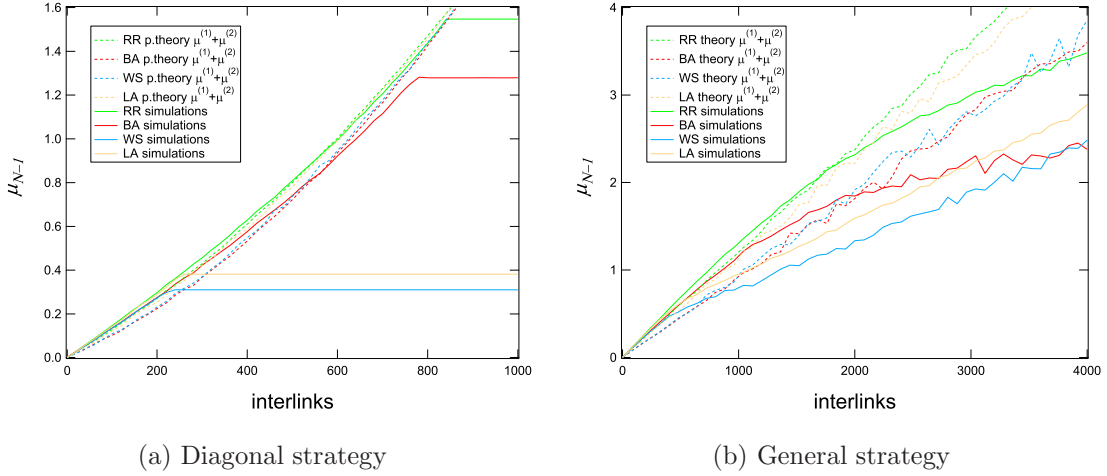 1.6
1.4
1.2
1.0
0.8
0.6
0.4
0.2
0.0
μN−1
RR p.theory μ(1)+μ(2)
BA p.theory μ(1)+μ(2)
WS p.theory μ(1)+μ(2)
LA p.theory μ(1)+μ(2)
RR simulations
BA simulations
WS simulations
LA simulations
0 200 400 600 800 1000
interlinks
(a) Diagonal strategy
4
3
2
1
0
μN−1
RR theory μ(1)+μ(2)
BA theory μ(1)+μ(2)
WS theory μ(1)+μ(2)
LA theory μ(1)+μ(2)
RR simulations
BA simulations
WS simulations
LA simulations
0 1000 2000 3000 4000
interlinks
(b) General strategy